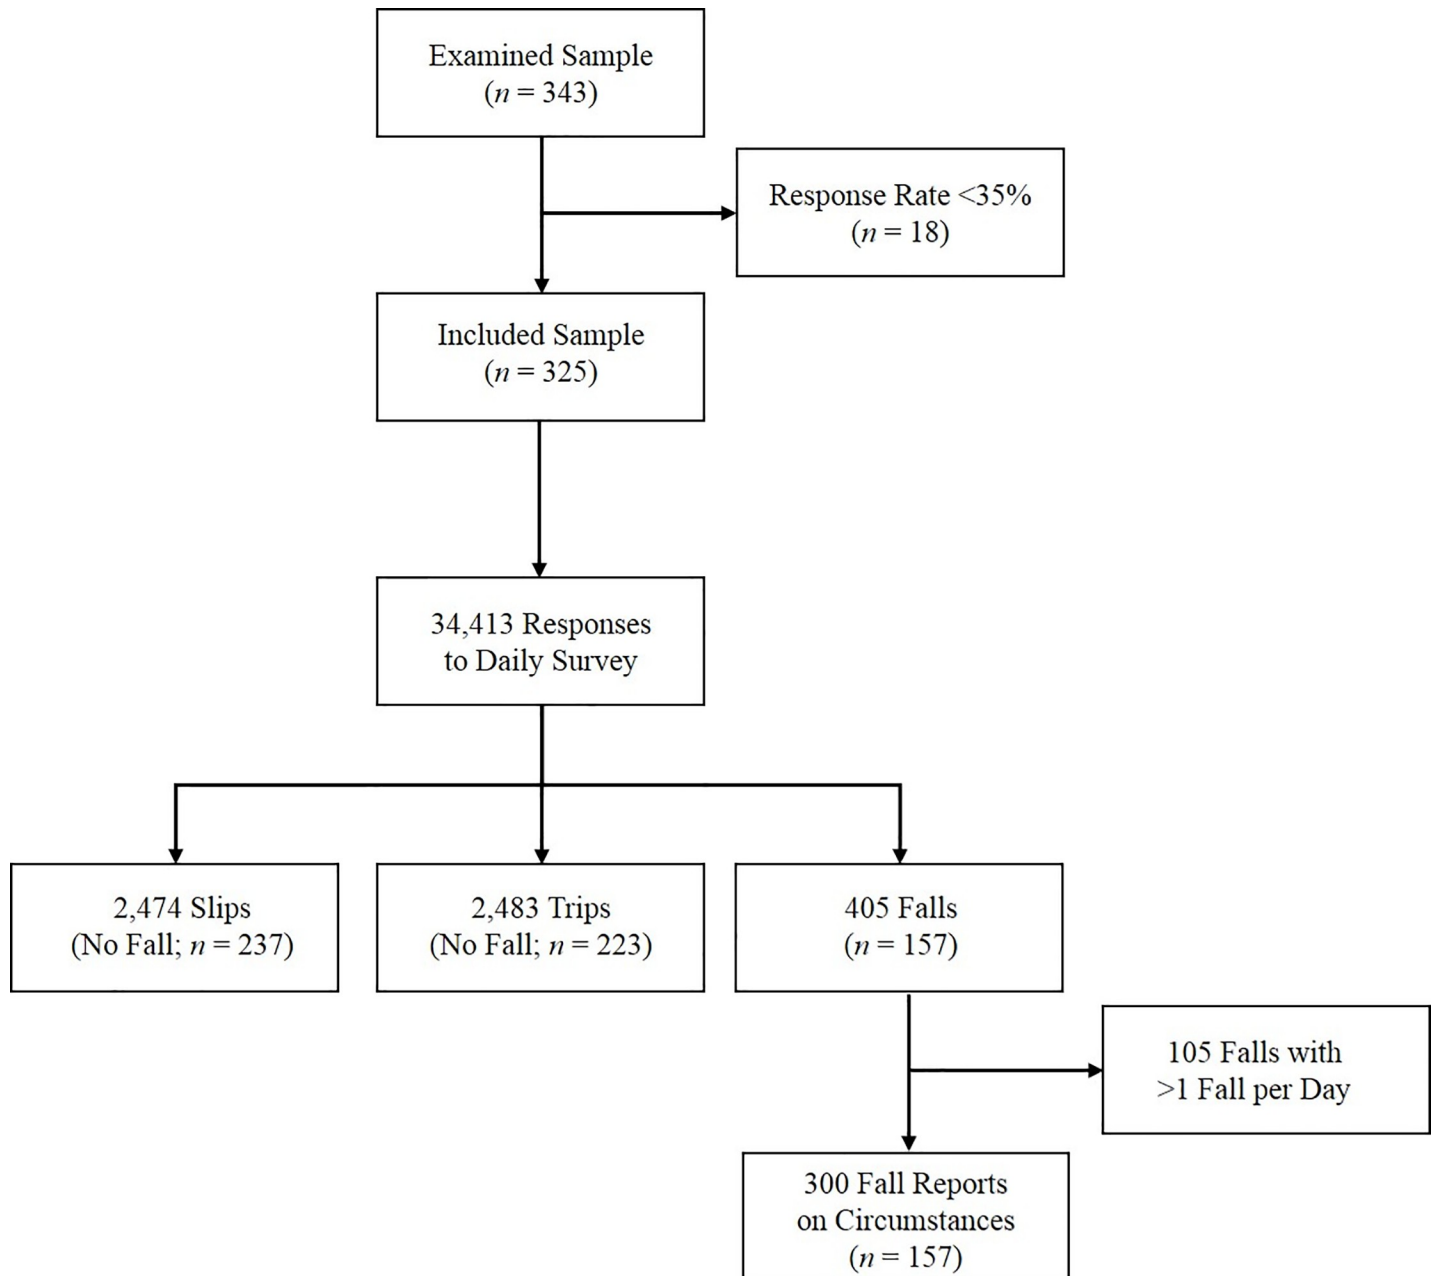 Examined Sample
(n = 343)
Response Rate <35%
(n = 18)
Included Sample
(n = 325)
34,413 Responses
to Daily Survey
2,474 Slips
(No Fall; n = 237)
2,483 Trips
(No Fall; n = 223)
405 Falls
(n = 157)
105 Falls with
>1 Fall per Day
300 Fall Reports
on Circumstances
(n = 157)